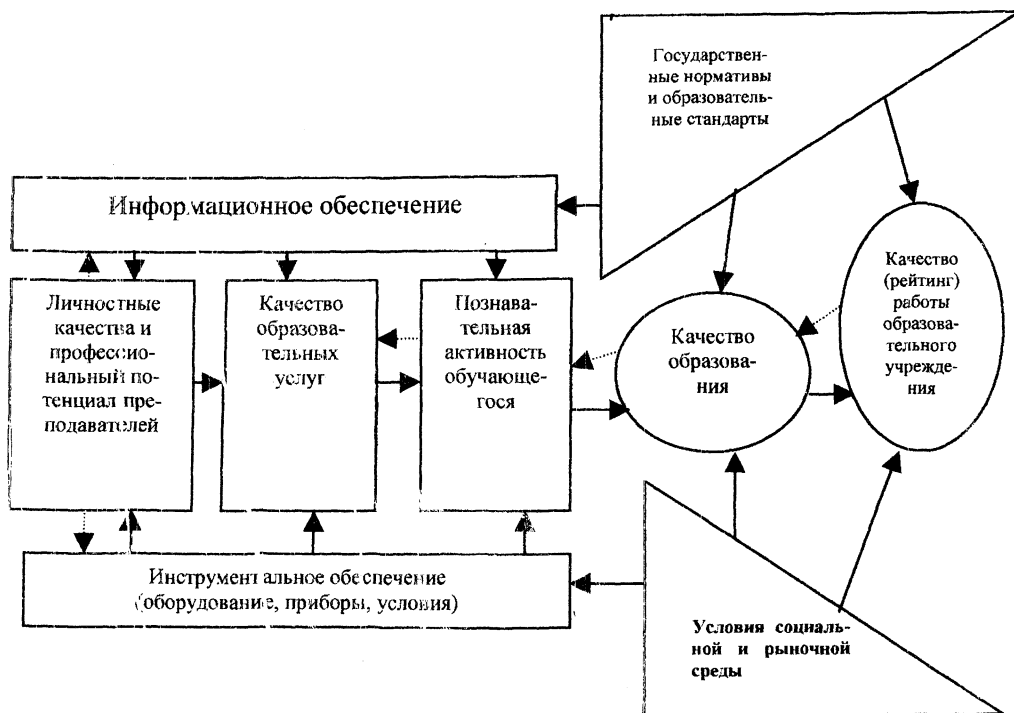 Государствен-
ные нормативы
и образователь-
ные стандарты
Информационное обеспечение
Личностные
качества и
профессио-
нальный по-
тенциал пре-
подавателей
Качество
образова-
тельных
услуг
Познава-
тельная
активность
обучающе-
гося
Качество
образова-
ния
Качество
(рейтинг)
работы
образова-
тельного
учрежде-
ния
Инструментальное обеспечение
(оборудование, приборы, условия)
Условия социаль-
ной и рыночной
среды